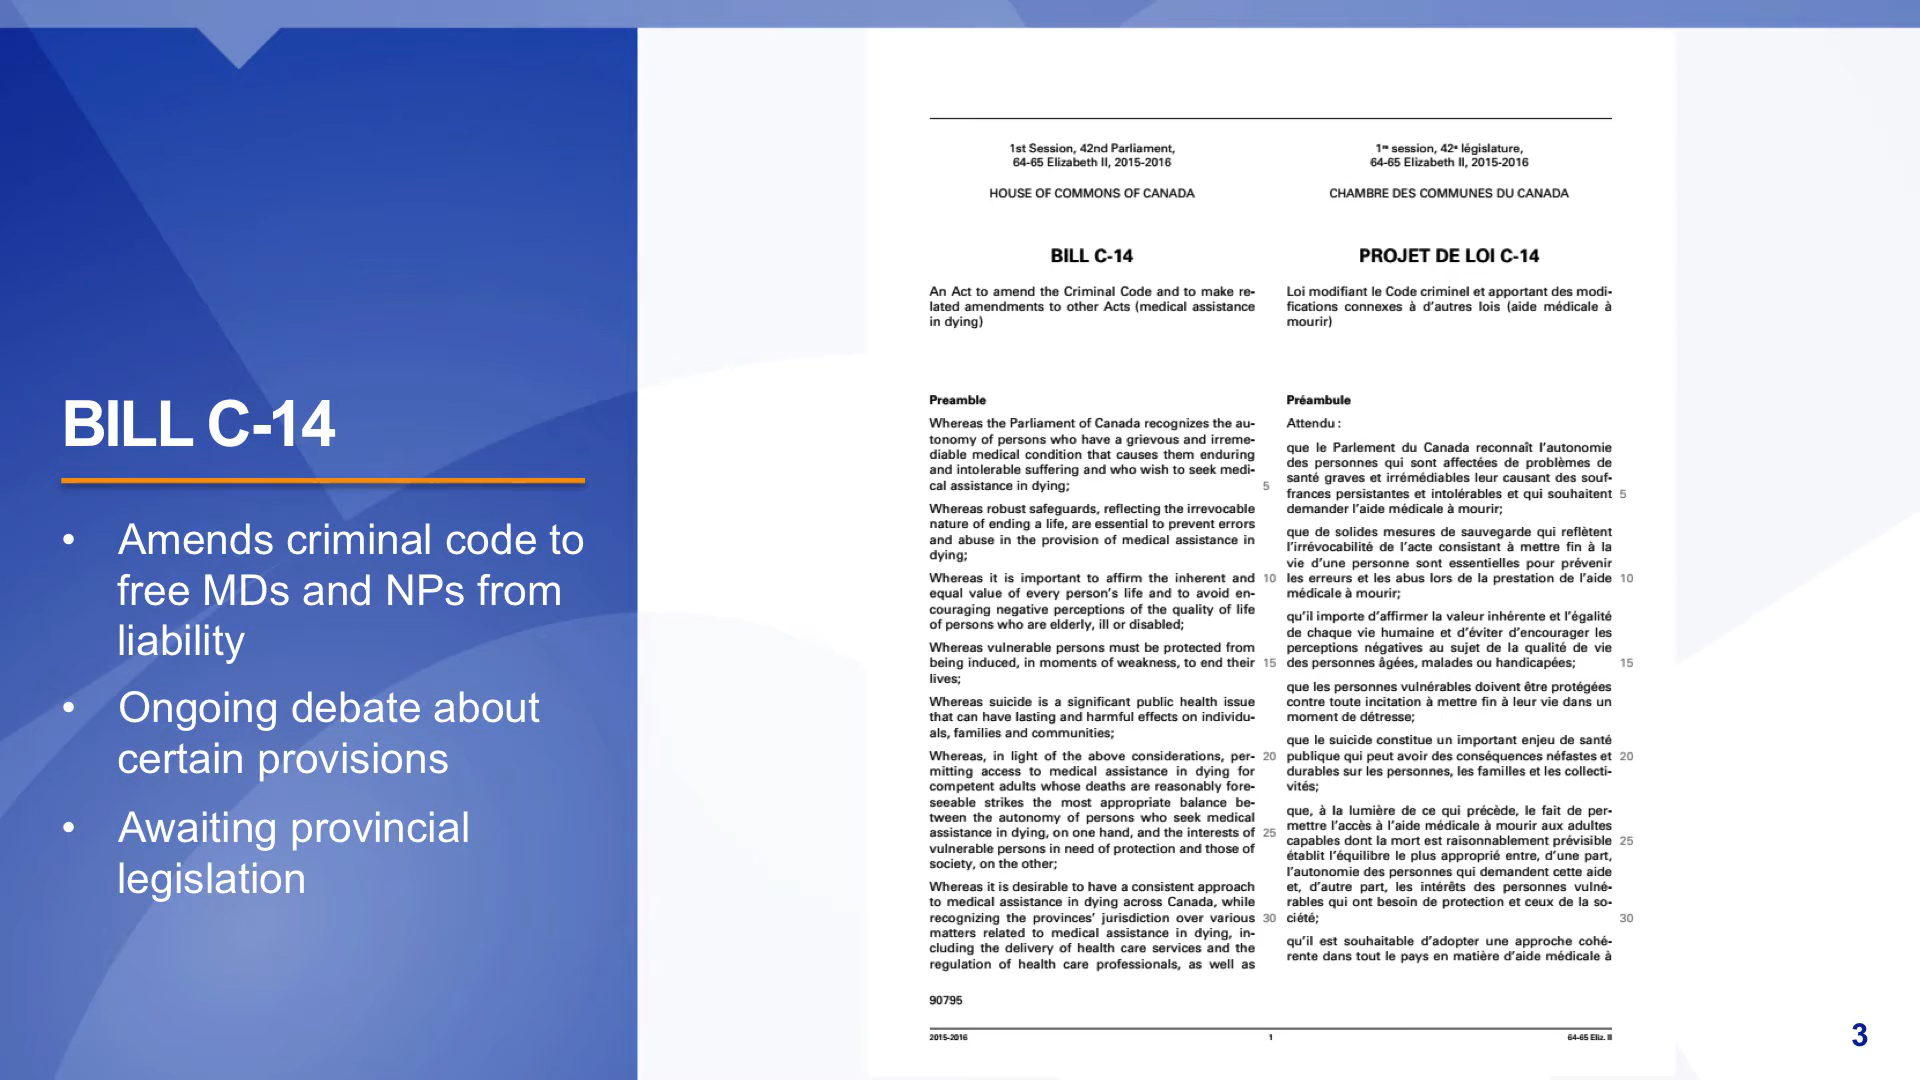 BILL C-14
• Amends criminal code to
free MDs and NPs from
liability
• Ongoing debate about
certain provisions
• Awaiting provincial
legislation
1st Session, 42nd Parliament,
64-65 Elizabeth II, 2015-2016
HOUSE OF COMMONS OF CANADA
BILL C-14
An Act to amend the Criminal Code and to make re-
lated amendments to other Acts (medical assistance
in dying)
Preamble
Whereas the Parliament of Canada recognizes the au-
tonomy of persons who have a grievous and irreme-
diable medical condition that causes them enduring
and intolerable suffering and who wish to seek medi-
cal assistance in dying; 5
Whereas robust safeguards, reflecting the irrevocable
nature of ending a life, are essential to prevent errors
and abuse in the provision of medical assistance in
dying;
Whereas it is important to affirm the inherent and 10
equal value of every person's life and to avoid en-
couraging negative perceptions of the quality of life
of persons who are elderly, ill or disabled;
Whereas vulnerable persons must be protected from
being induced, in moments of weakness, to end their 15
lives;
Whereas suicide is a significant public health issue
that can have lasting and harmful effects on individu-
als, families and communities;
Whereas, in light of the above considerations, per- 20
mitting access to medical assistance in dying for
competent adults whose deaths are reasonably fore-
seeable strikes the most appropriate balance be-
tween the autonomy of persons who seek medical
assistance in dying, on one hand, and the interests of 25
vulnerable persons in need of protection and those of
society, on the other;
Whereas it is desirable to have a consistent approach
to medical assistance in dying across Canada, while
recognizing the provinces' jurisdiction over various 30
matters related to medical assistance in dying, in-
cluding the delivery of health care services and the
regulation of health care professionals, as well as
1re session, 42e législature,
64-65 Elizabeth II, 2015-2016
CHAMBRE DES COMMUNES DU CANADA
PROJET DE LOI C-14
Loi modifiant le Code criminel et apportant des modi-
fications connexes à d'autres lois (aide médicale à
mourir)
Préambule
Attendu :
que le Parlement du Canada reconnaît l'autonomie
des personnes qui sont affectées de problèmes de
santé graves et irrémédiables leur causant des souf-
frances persistantes et intolérables et qui souhaitent 5
demander l'aide médicale à mourir;
que de solides mesures de sauvegarde qui reflètent
l'irrévocabilité de l'acte consistant à mettre fin à la
vie d'une personne sont essentielles pour prévenir
les erreurs et les abus lors de la prestation de l'aide 10
médicale à mourir;
qu'il importe d'affirmer la valeur inhérente et l'égalité
de chaque vie humaine et d'éviter d'encourager les
perceptions négatives au sujet de la qualité de vie
des personnes âgées, malades ou handicapées; 15
que les personnes vulnérables doivent être protégées
contre toute incitation à mettre fin à leur vie dans un
moment de détresse;
que le suicide constitue un important enjeu de santé
publique qui peut avoir des conséquences néfastes et 20
durables sur les personnes, les familles et les collecti-
vités;
que, à la lumière de ce qui précède, le fait de per-
mettre l'accès à l'aide médicale à mourir aux adultes
capables dont la mort est raisonnablement prévisible 25
établit l'équilibre le plus approprié entre, d'une part,
l'autonomie des personnes qui demandent cette aide
et, d'autre part, les intérêts des personnes vulné-
rables qui ont besoin de protection et ceux de la so-
ciété; 30
qu'il est souhaitable d'adopter une approche cohé-
rente dans tout le pays en matière d'aide médicale à
90795
2015-2016 1 64-65 Eliz. II
3